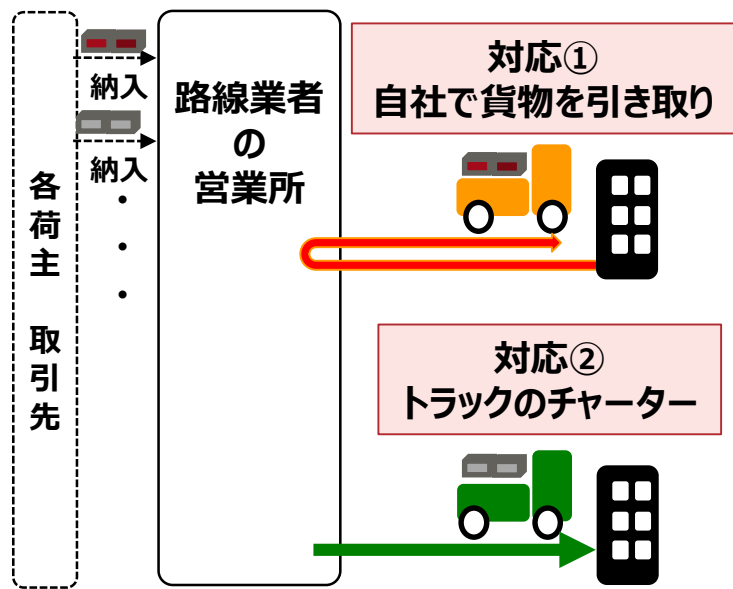 各荷主 取引先
納入
納入
・
・
・
路線業者
の
営業所
対応①
自社で貨物を引き取り
対応②
トラックのチャーター